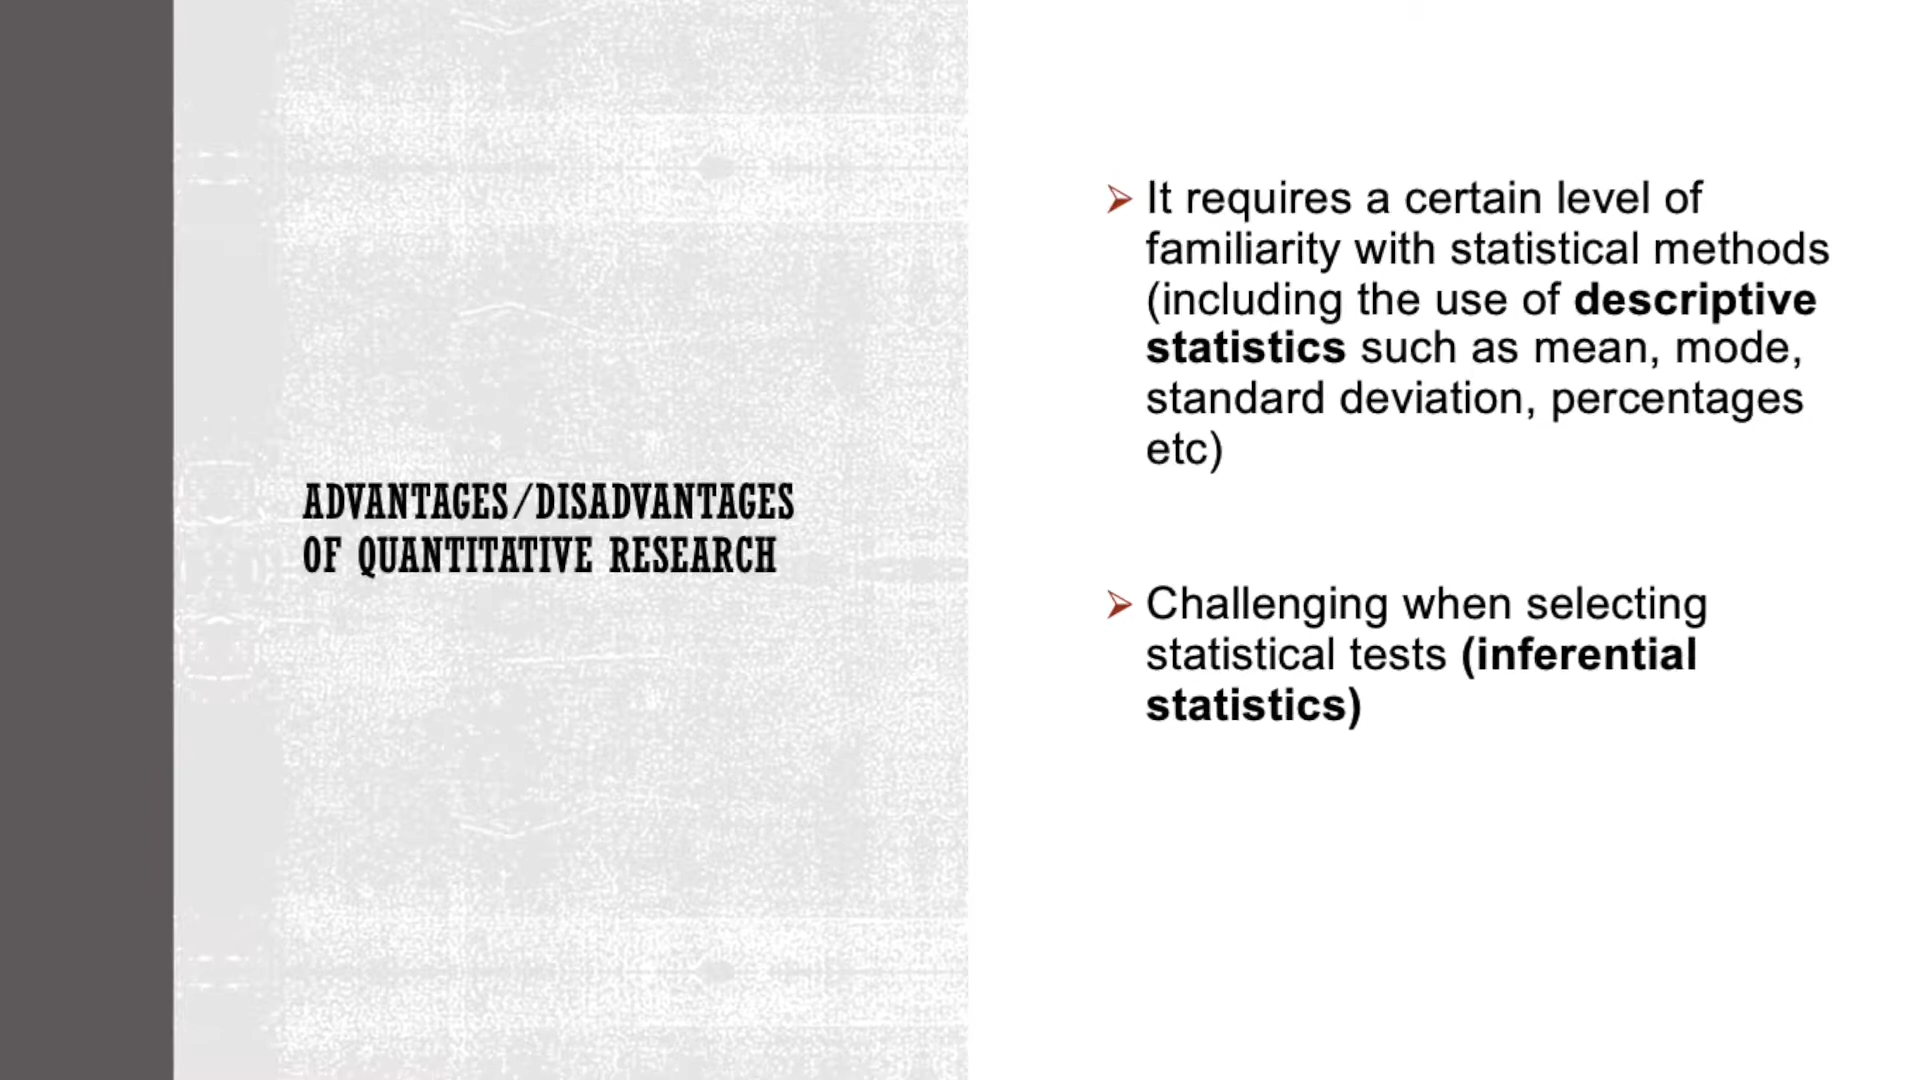 ADVANTAGES/DISADVANTAGES
OF QUANTITATIVE RESEARCH
It requires a certain level of
familiarity with statistical methods
(including the use of descriptive
statistics such as mean, mode,
standard deviation, percentages
etc)
Challenging when selecting
statistical tests (inferential
statistics)